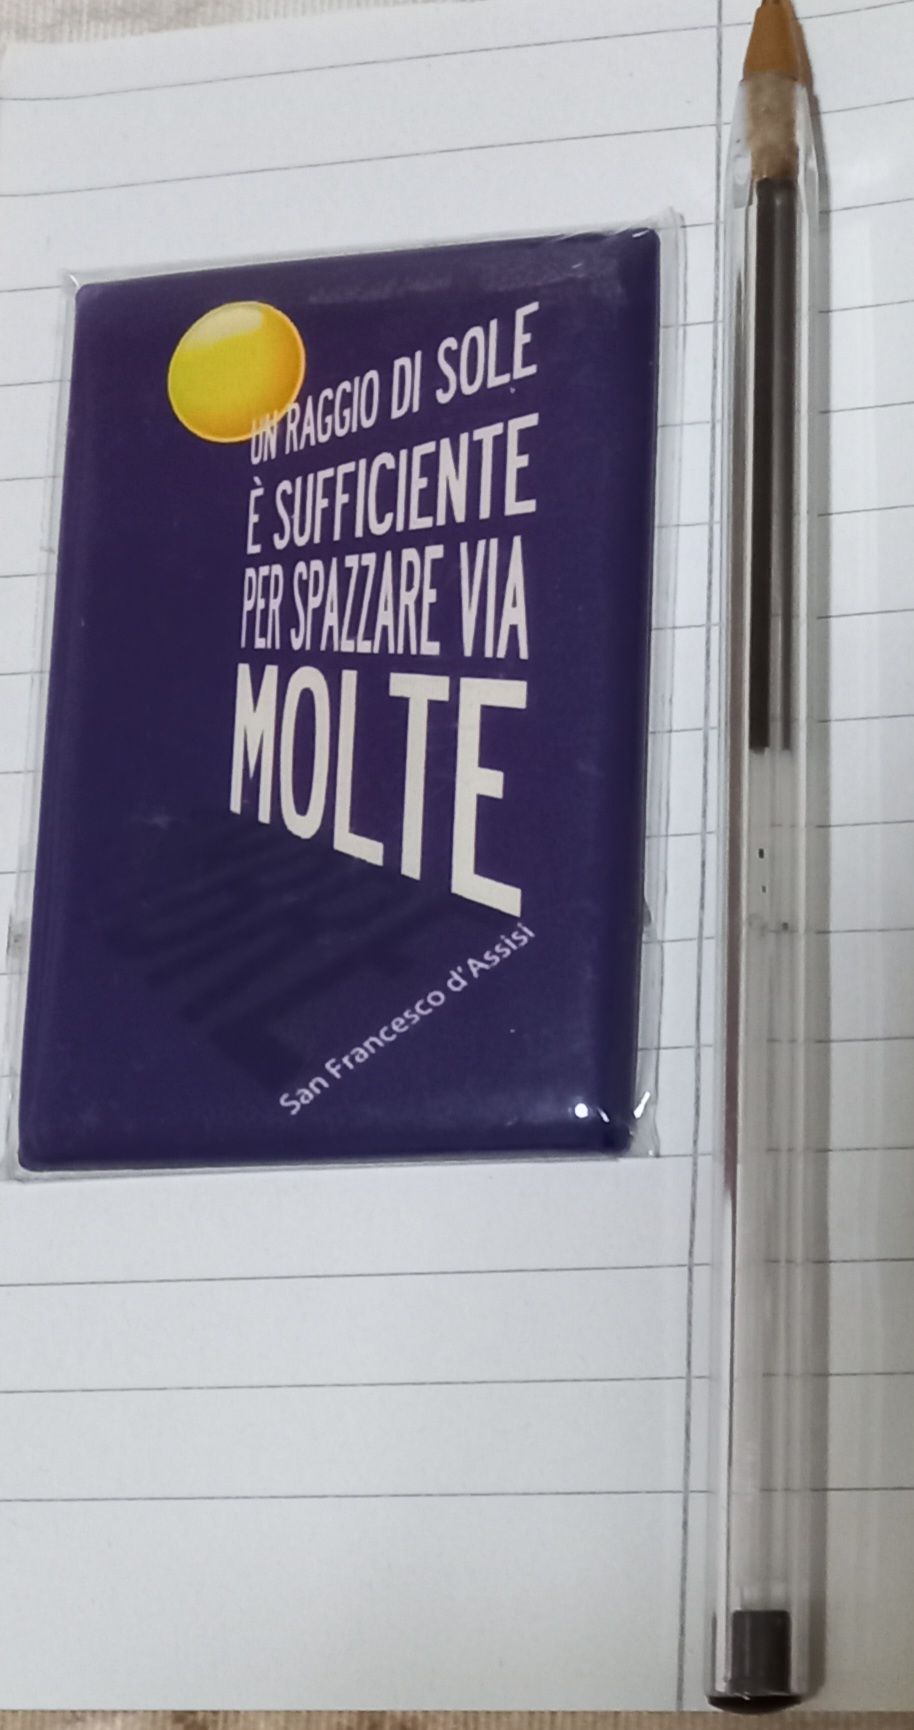 UN RAGGIO DI SOLE
È SUFFICIENTE
PER SPAZZARE VIA
MOLTE
San Francesco d'Assisi